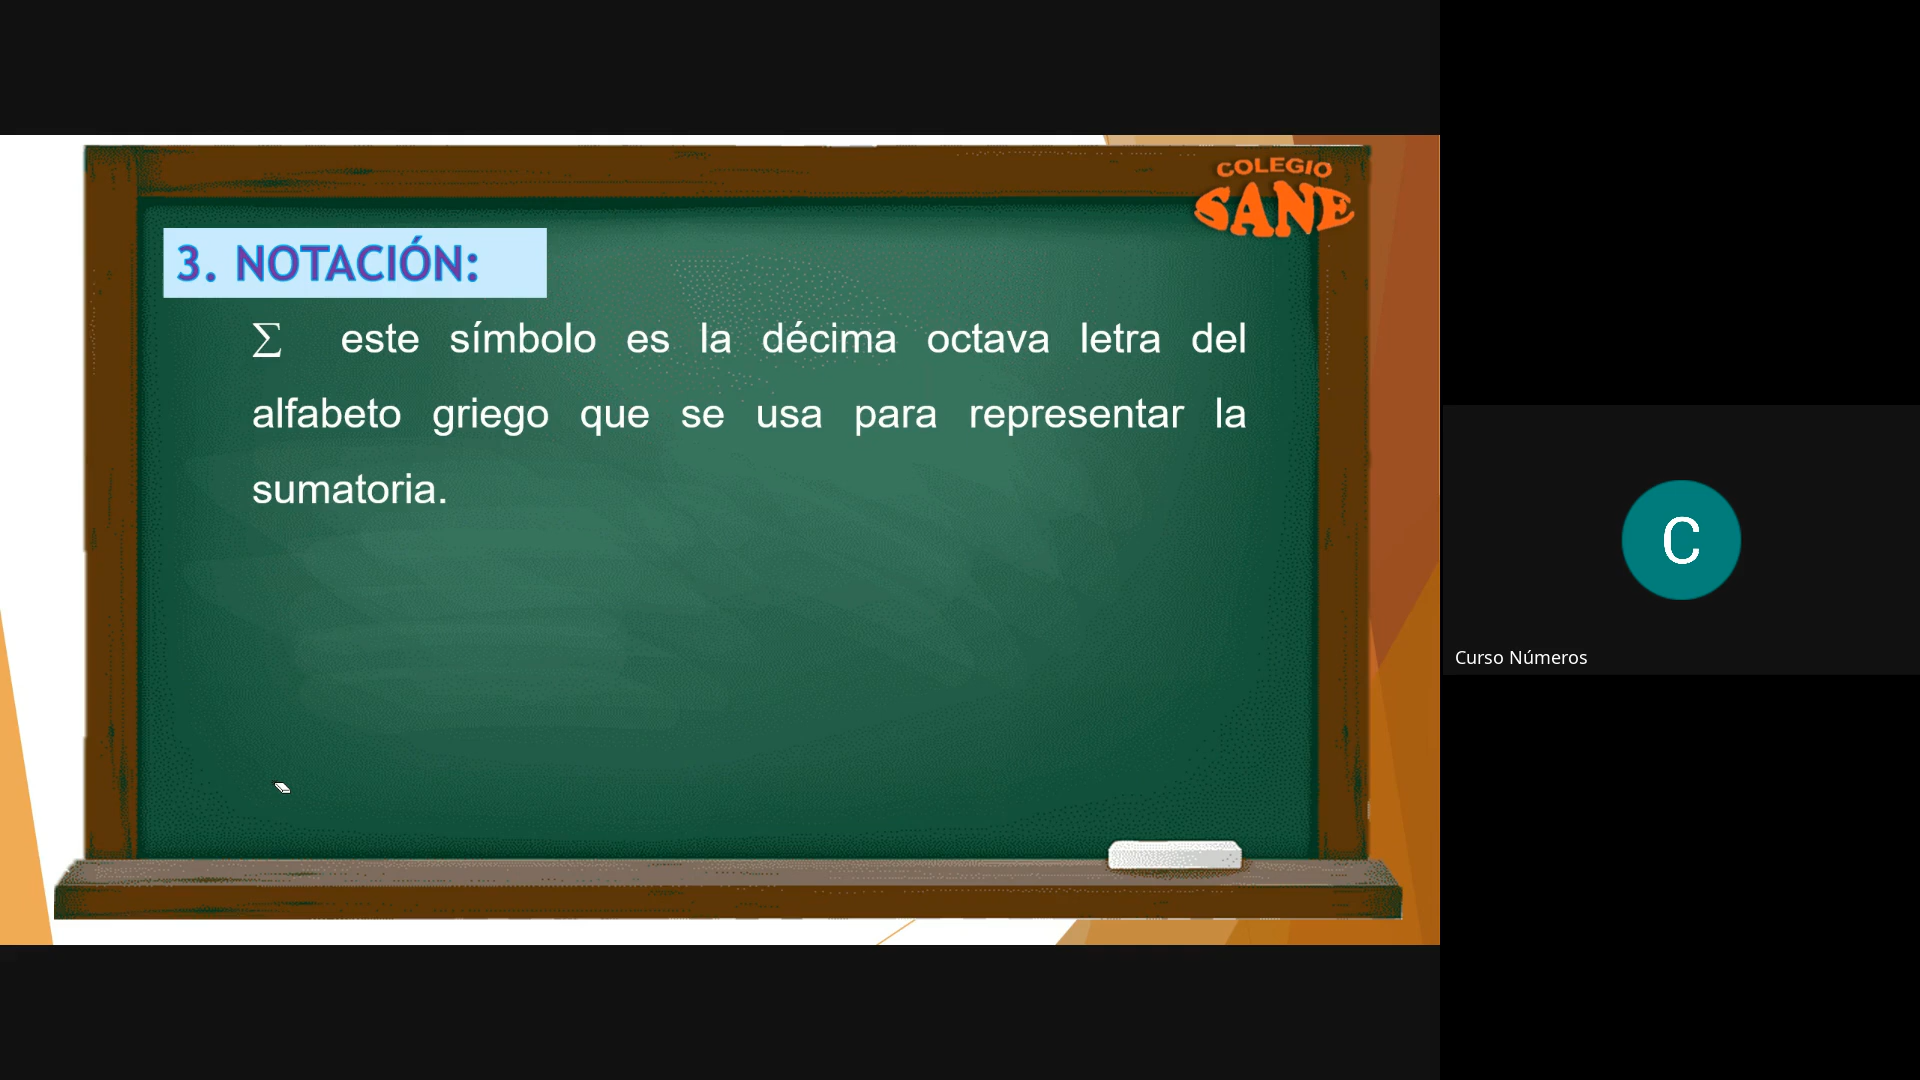 COLEGIO
SANE
3. NOTACIÓN:
∑ este símbolo es la décima octava letra del
alfabeto griego que se usa para representar la
sumatoria.
C
Curso Números